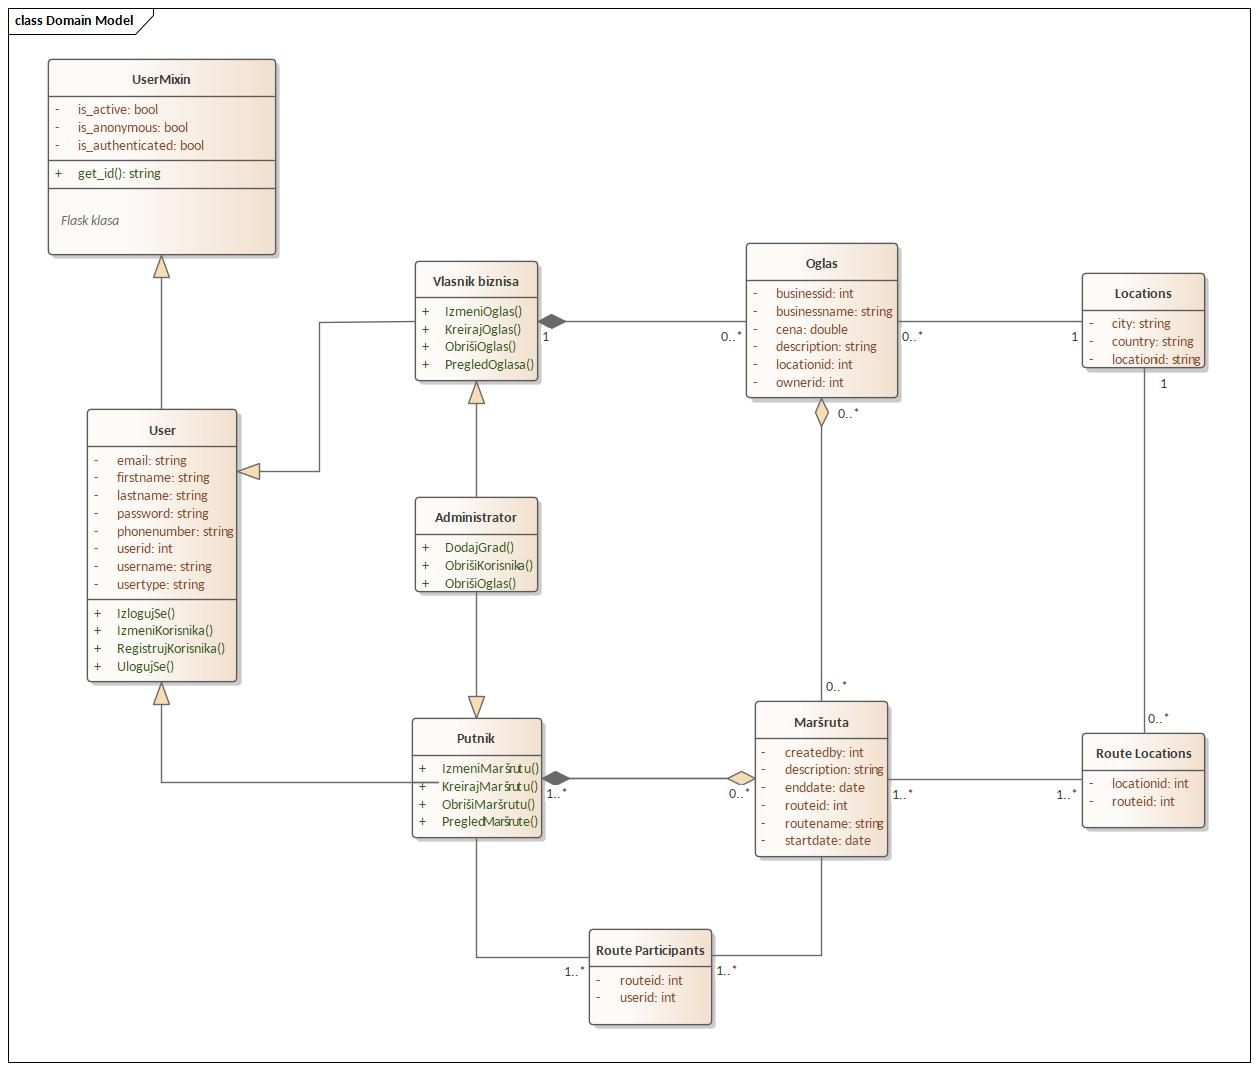 class Domain Model
UserMixin
- is_active: bool
- is_anonymous: bool
- is_authenticated: bool
+ get_id(): string
Flask klasa
Vlasnik biznisa
+ IzmeniOglas()
+ KreirajOglas()
+ ObrišiOglas()
+ PregledOglasa()
1
0..*
Oglas
- businessid: int
- businessname: string
- cena: double
- description: string
- locationid: int
- ownerid: int
0..*
1
0..*
Locations
- city: string
- country: string
- locationid: string
1
User
- email: string
- firstname: string
- lastname: string
- password: string
- phonenumber: string
- userid: int
- username: string
- usertype: string
+ IzlogujSe()
+ IzmeniKorisnika()
+ RegistrujKorisnika()
+ UlogujSe()
Administrator
+ DodajGrad()
+ ObrišiKorisnika()
+ ObrišiOglas()
0..*
0..*
Putnik
+ IzmeniMaršrutu()
+ KreirajMaršrutu()
+ ObrišiMaršrutu()
+ PregledMaršrute()
1..*
0..*
Maršruta
- createdby: int
- description: string
- enddate: date
- routeid: int
- routename: string
- startdate: date
1..*
1..*
Route Locations
- locationid: int
- routeid: int
Route Participants
- routeid: int
- userid: int
1..*
1..*